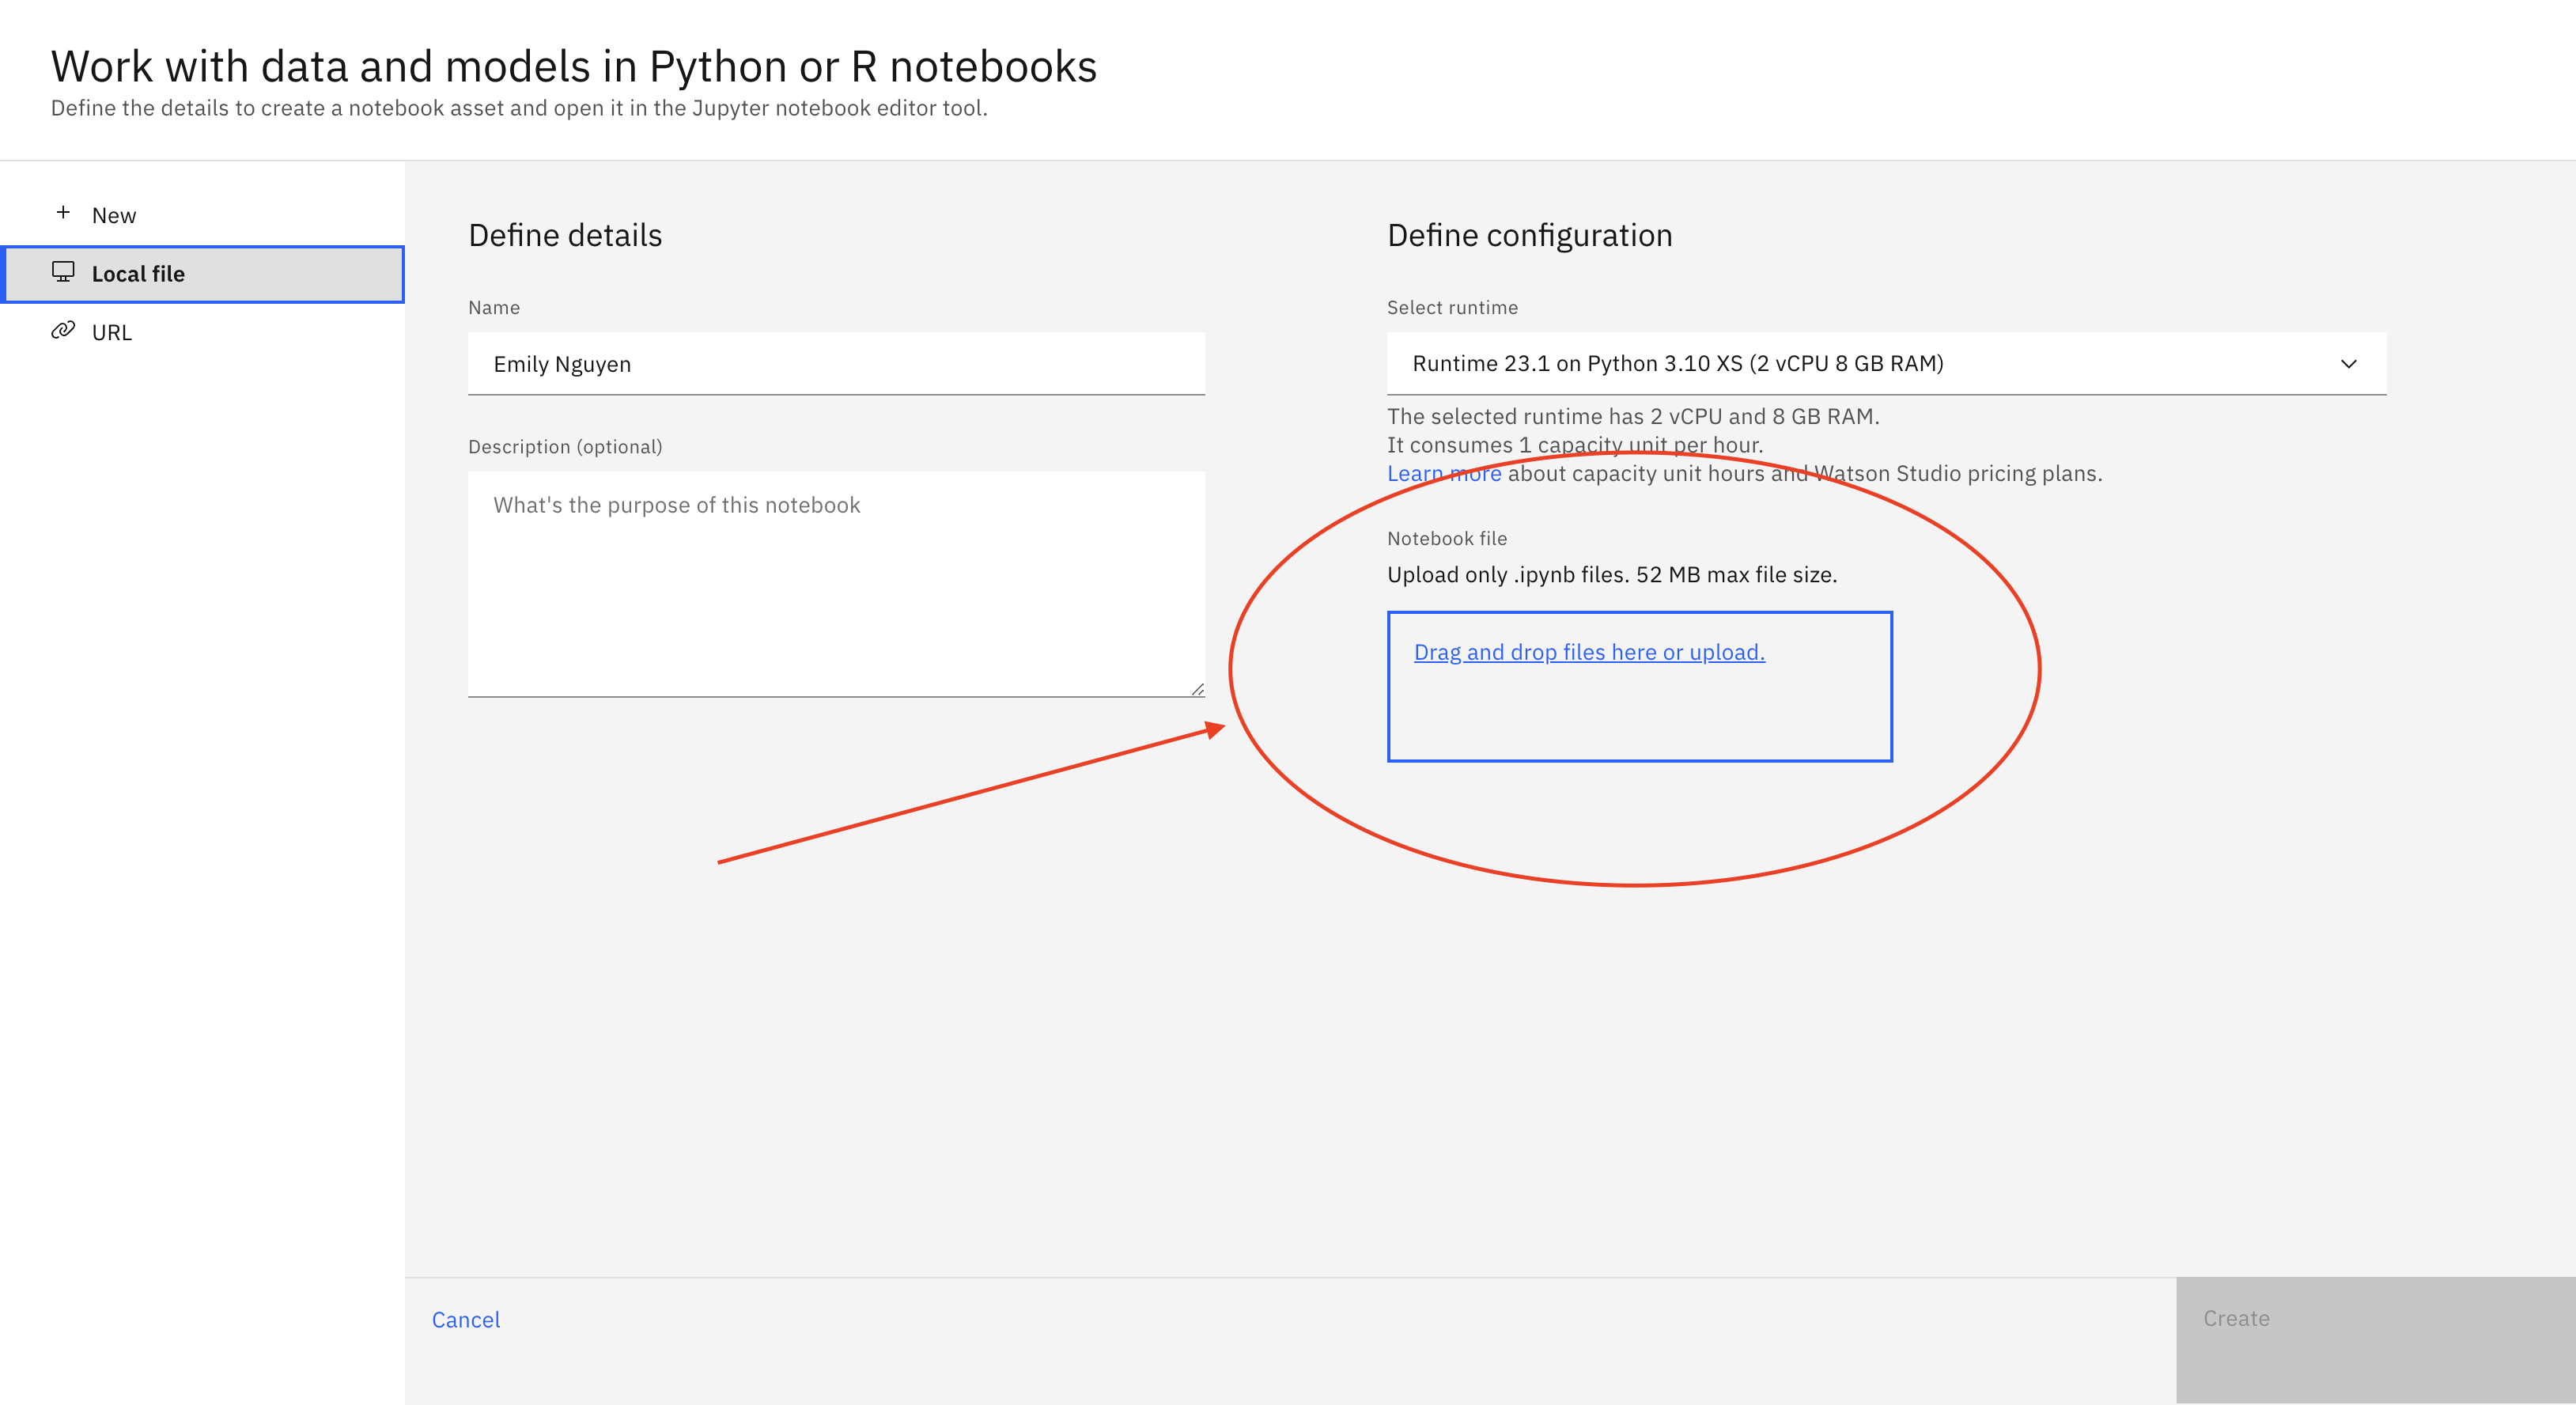 Work with data and models in Python or R notebooks
Define the details to create a notebook asset and open it in the Jupyter notebook editor tool.
New
Local file
URL
Define details
Name
Emily Nguyen
Description (optional)
What's the purpose of this notebook
Define configuration
Select runtime
Runtime 23.1 on Python 3.10 XS (2 vCPU 8 GB RAM)
The selected runtime has 2 vCPU and 8 GB RAM.
It consumes 1 capacity unit per hour.
Learn more about capacity unit hours and Watson Studio pricing plans.
Notebook file
Upload only .ipynb files. 52 MB max file size.
Drag and drop files here or upload.
Cancel
Create